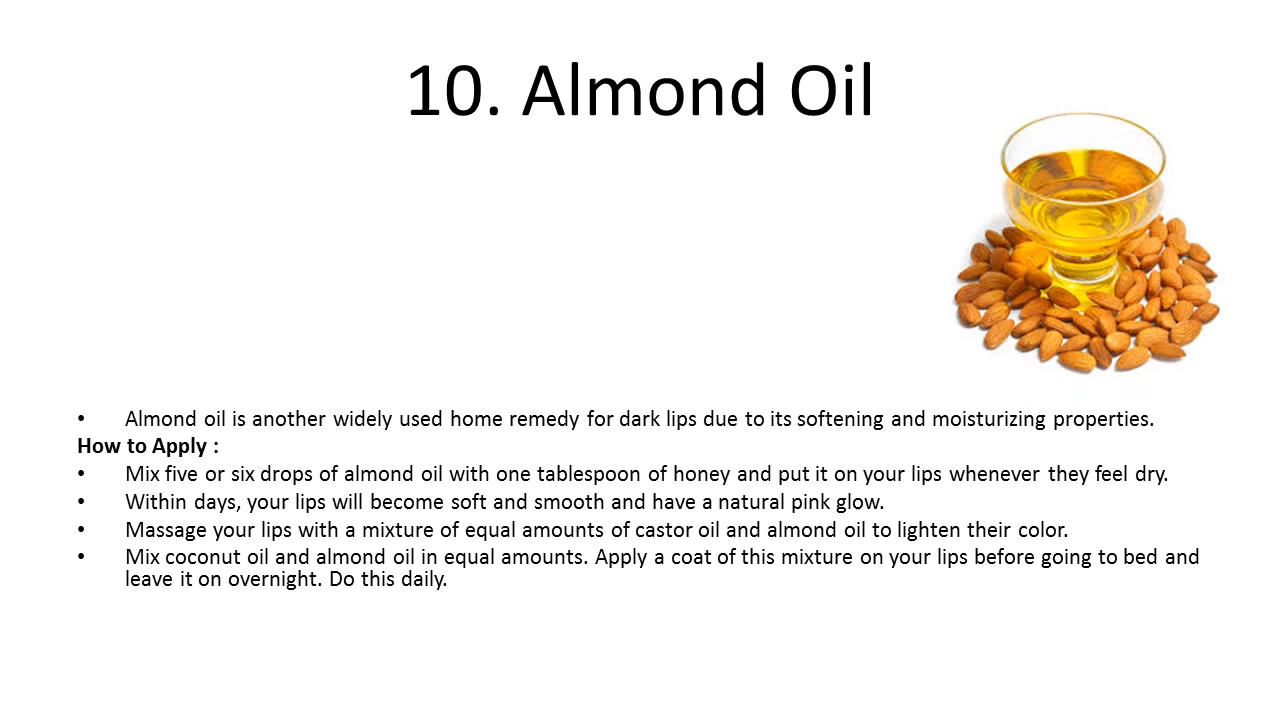 10. Almond Oil
• Almond oil is another widely used home remedy for dark lips due to its softening and moisturizing properties.
How to Apply :
• Mix five or six drops of almond oil with one tablespoon of honey and put it on your lips whenever they feel dry.
• Within days, your lips will become soft and smooth and have a natural pink glow.
• Massage your lips with a mixture of equal amounts of castor oil and almond oil to lighten their color.
• Mix coconut oil and almond oil in equal amounts. Apply a coat of this mixture on your lips before going to bed and
leave it on overnight. Do this daily.